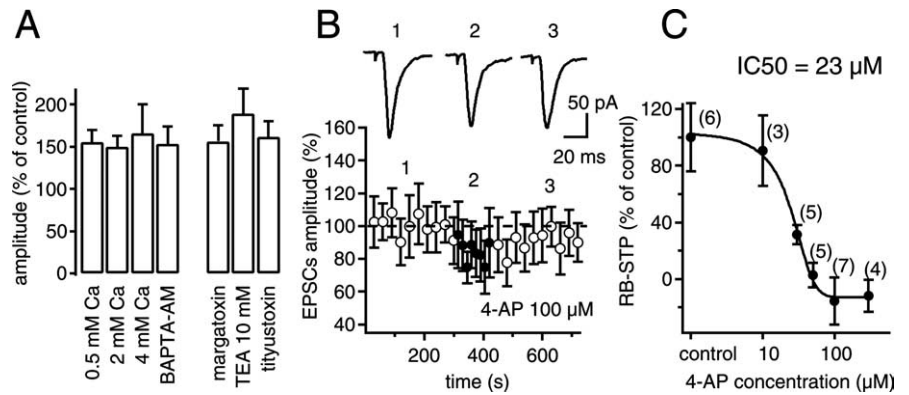 A
amplitude (% of control)
200
150
100
50
0
0.5 mM Ca
2 mM Ca
4 mM Ca
BAPTA-AM
margatoxin
TEA 10 mM
tityustoxin
B
1 2 3
50 pA
20 ms
EPSCs amplitude (%)
160
140
120
100
80
60
40
1 2 3
4-AP 100 µM
200 400 600
time (s)
C
IC50 = 23 µM
RB-STP (% of control)
120
80
40
0
(6)
(3)
(5)
(5)
(7)
(4)
control 10 100
4-AP concentration (µM)